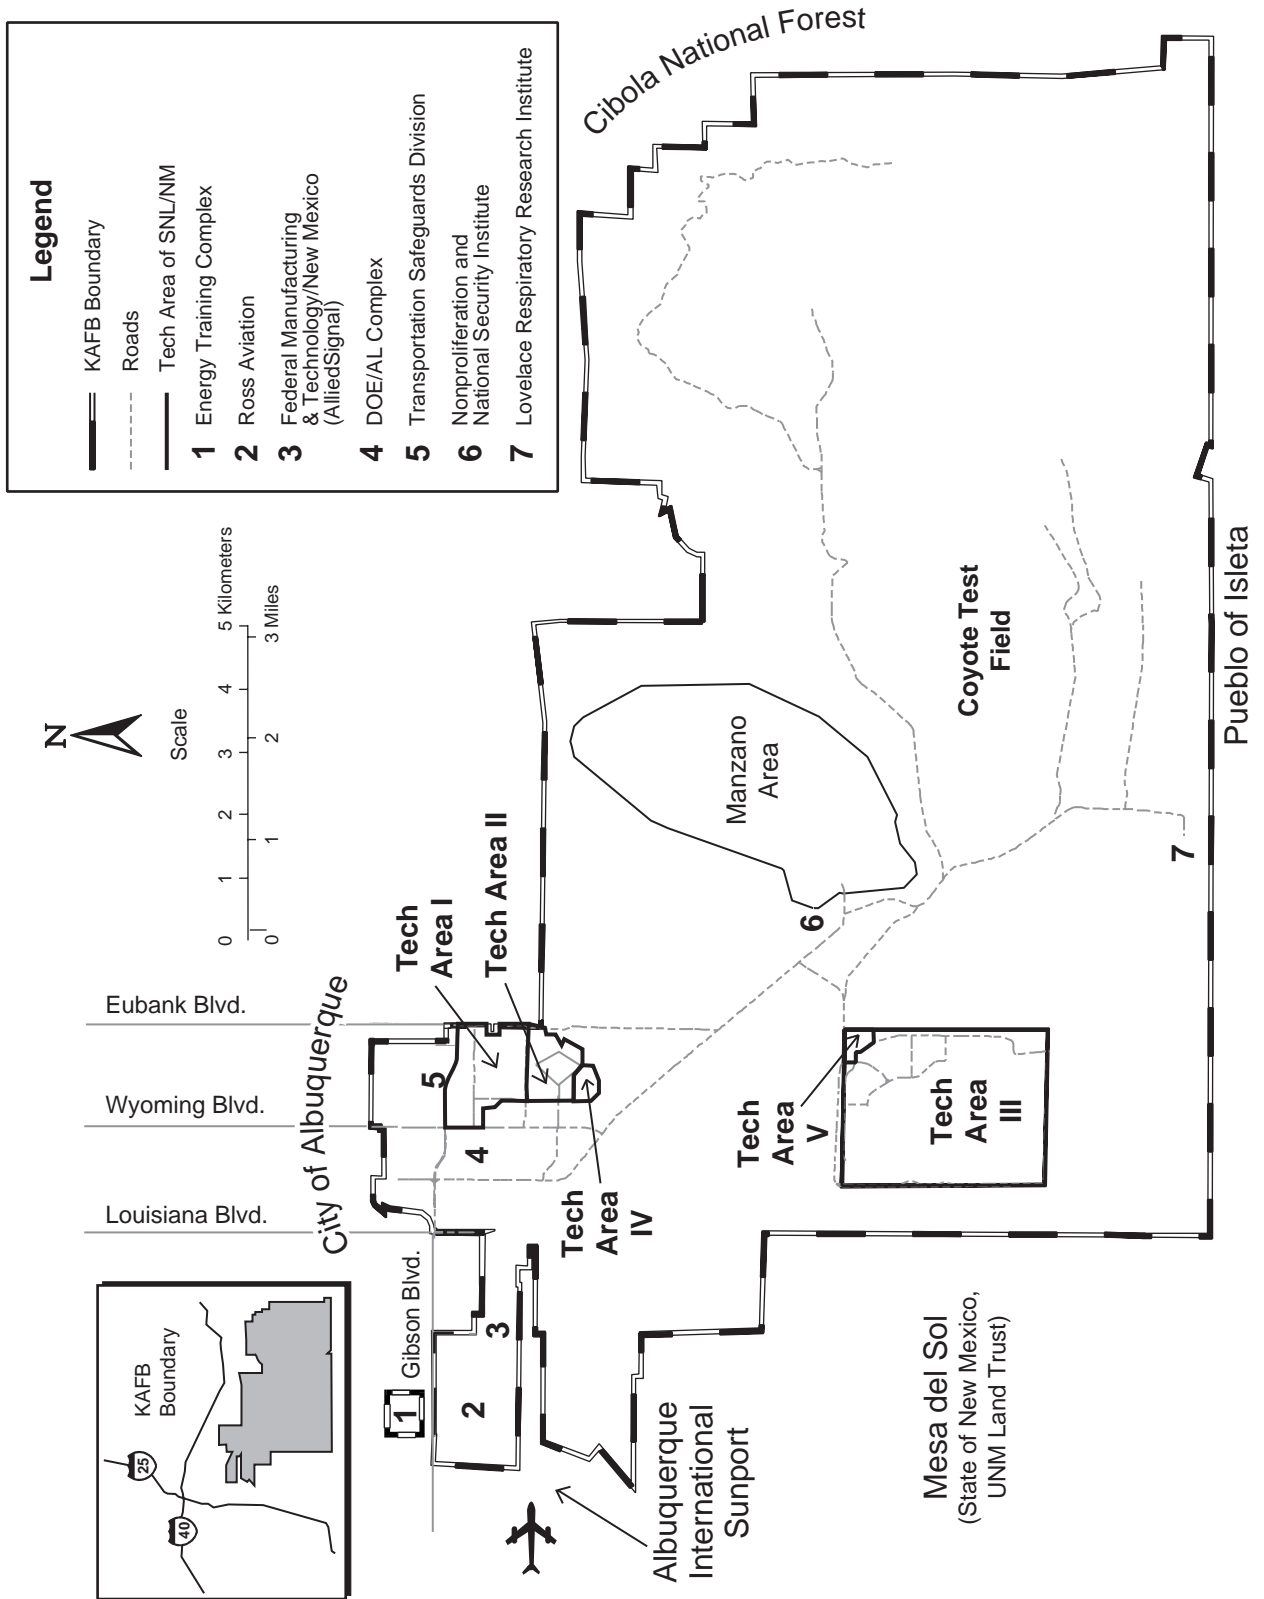 Legend
KAFB Boundary
Roads
Tech Area of SNL/NM
1 Energy Training Complex
2 Ross Aviation
3 Federal Manufacturing
& Technology/New Mexico
(AlliedSignal)
4 DOE/AL Complex
5 Transportation Safeguards Division
6 Nonproliferation and
National Security Institute
7 Lovelace Respiratory Research Institute
N
Scale
0 1 2 3 4 5 Kilometers
0 1 2 3 Miles
KAFB
Boundary
25
40
Louisiana Blvd.
Wyoming Blvd.
Eubank Blvd.
City of Albuquerque
Cibola National Forest
Gibson Blvd.
1
2
3
4
5
Tech
Area I
Tech Area II
Tech
Area
IV
Albuquerque
International
Sunport
Manzano
Area
6
Tech
Area
V
Tech
Area
III
Coyote Test
Field
7
Mesa del Sol
(State of New Mexico,
UNM Land Trust)
Pueblo of Isleta